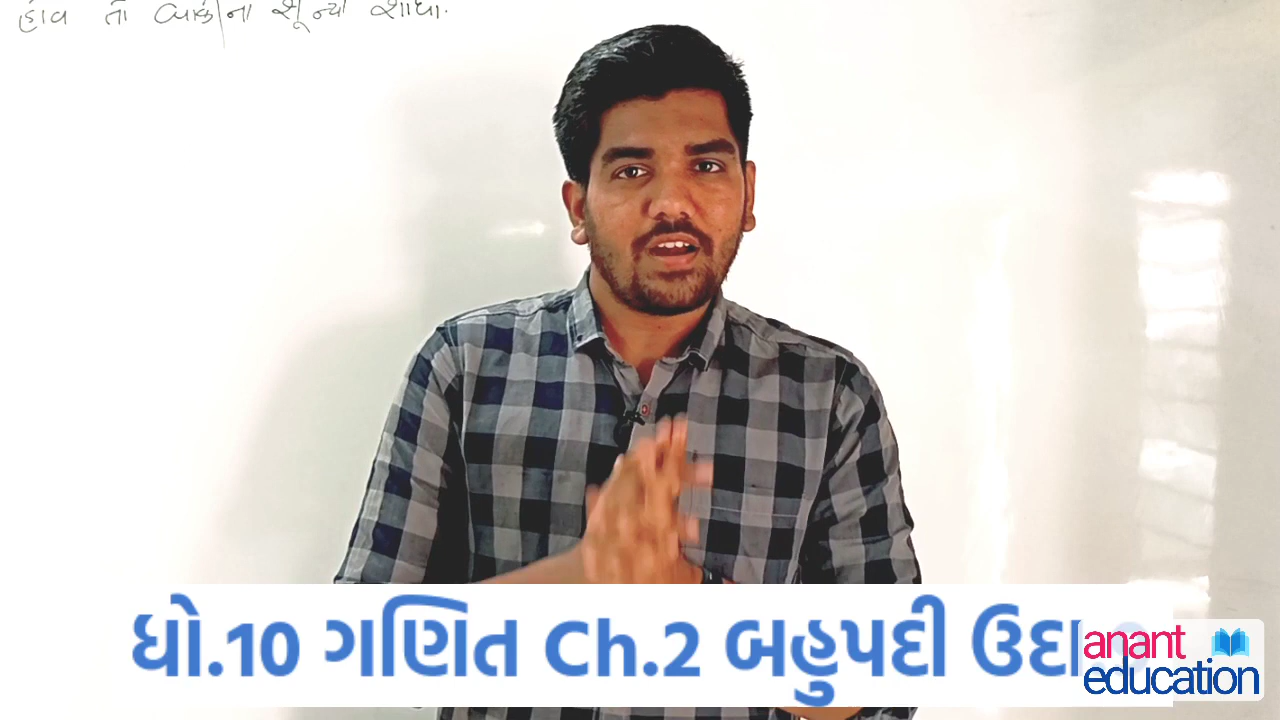 હોય તો બાકીના શૂન્યો શોધો.
ધો.10 ગણિત Ch.2 બહુપદી ઉદા.
anant
education